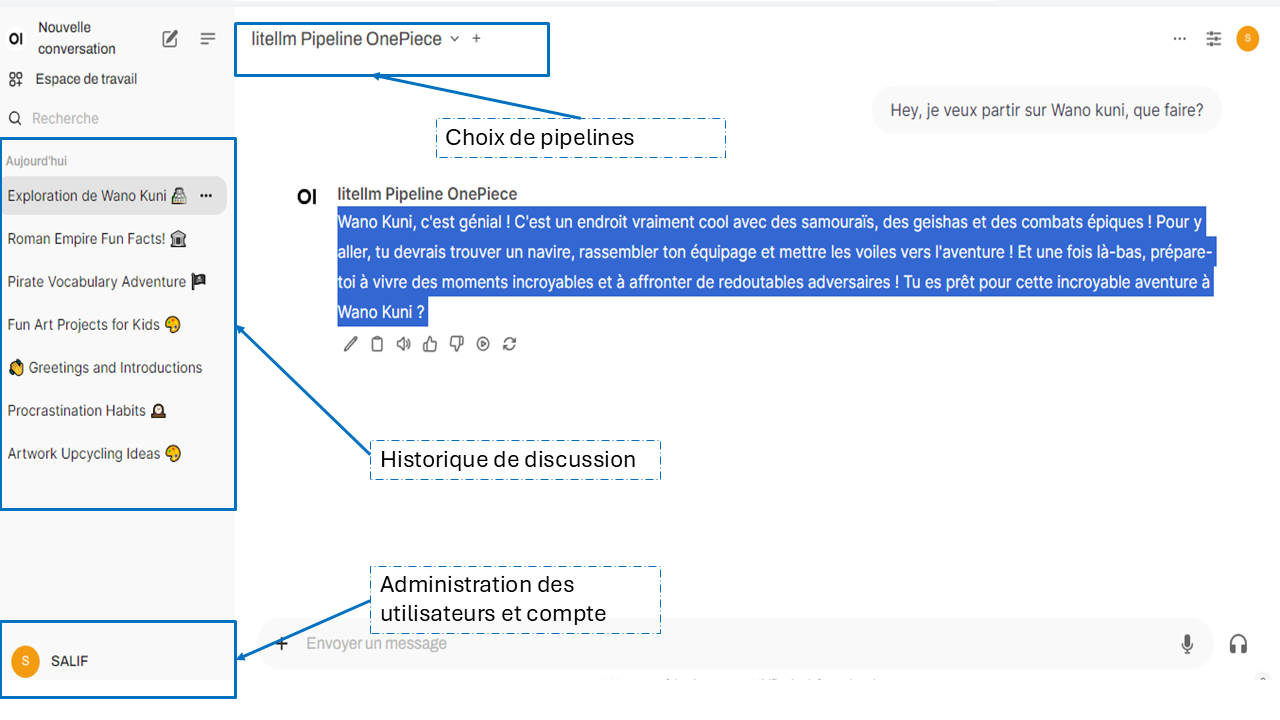 OI
Nouvelle
conversation
Espace de travail
Recherche
Aujourd'hui
Exploration de Wano Kuni
Roman Empire Fun Facts!
Pirate Vocabulary Adventure
Fun Art Projects for Kids
Greetings and Introductions
Procrastination Habits
Artwork Upcycling Ideas
S SALIF
litellm Pipeline OnePiece
S
Choix de pipelines
Hey, je veux partir sur Wano kuni, que faire?
OI litellm Pipeline OnePiece
Wano Kuni, c'est génial ! C'est un endroit vraiment cool avec des samouraïs, des geishas et des combats épiques ! Pour y
aller, tu devrais trouver un navire, rassembler ton équipage et mettre les voiles vers l'aventure ! Et une fois là-bas, prépare-
toi à vivre des moments incroyables et à affronter de redoutables adversaires ! Tu es prêt pour cette incroyable aventure à
Wano Kuni ?
Historique de discussion
Administration des
utilisateurs et compte
Envoyer un message